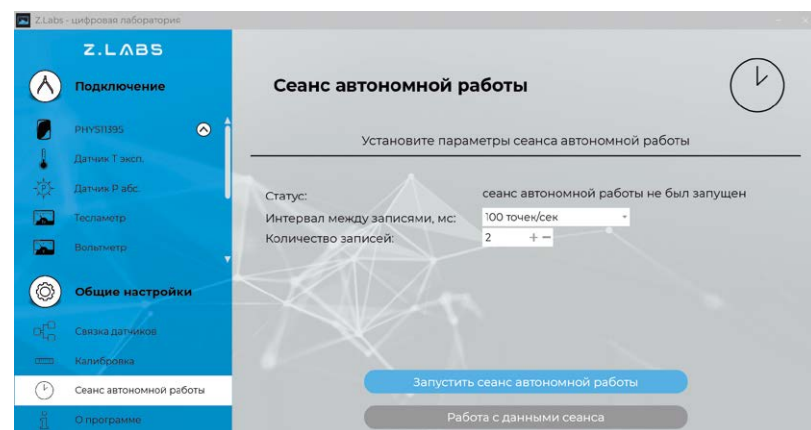 Z.Labs - цифровая лаборатория
Z.LABS
Подключение
PHYS11395
Датчик Т эксп.
Датчик Р абс.
Тесламетр
Вольтметр
Общие настройки
Связка датчиков
Калибровка
Сеанс автономной работы
О программе
Сеанс автономной работы
Установите параметры сеанса автономной работы
Статус: сеанс автономной работы не был запущен
Интервал между записями, мс: 100 точек/сек
Количество записей: 2 + −
Запустить сеанс автономной работы
Работа с данными сеанса